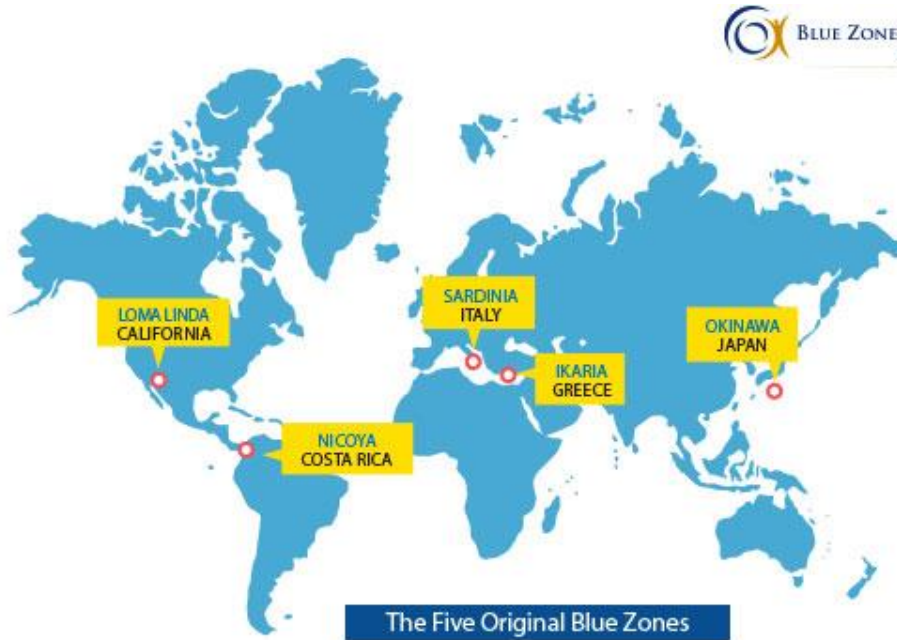 BLUE ZONE
LOMA LINDA
CALIFORNIA
SARDINIA
ITALY
OKINAWA
JAPAN
IKARIA
GREECE
NICOYA
COSTA RICA
The Five Original Blue Zones